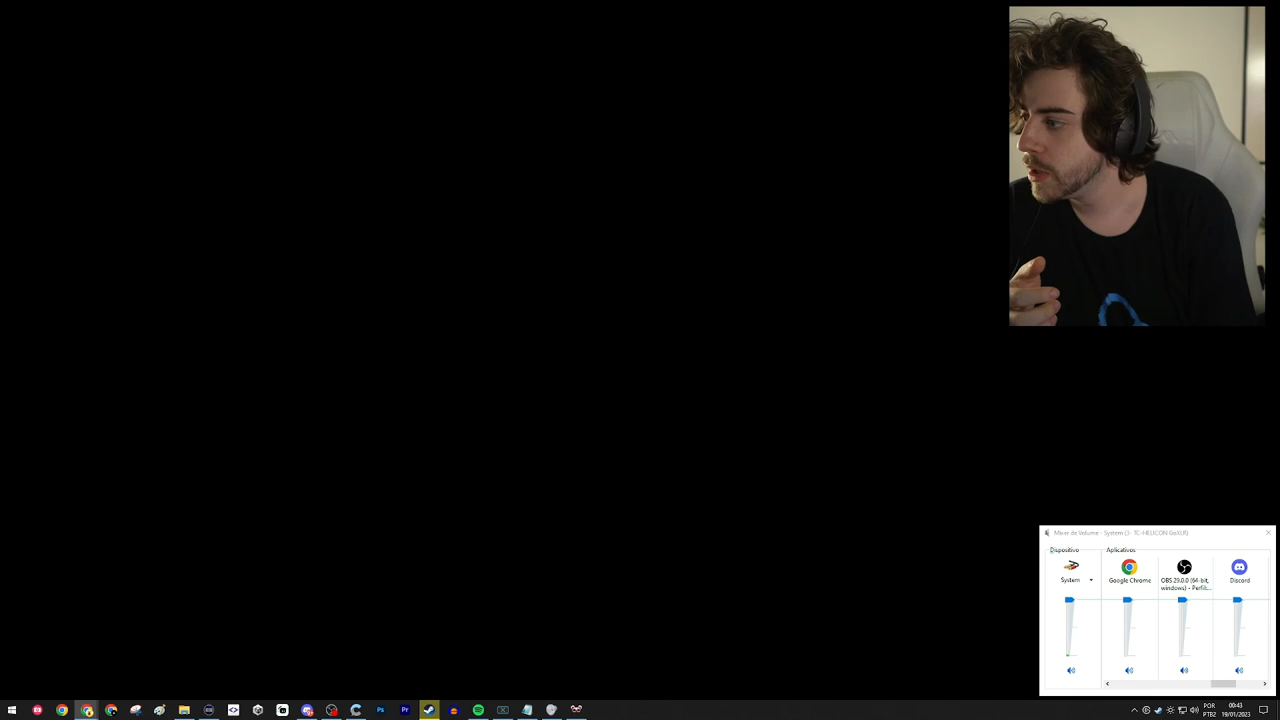 Mixer de Volume - System (3- TC-HELICON GoXLR)
Dispositivo
Aplicativos
System
Google Chrome
OBS 29.0.0 (64-bit, windows) - Perfil:...
Discord
POR
PTB2
00:43
19/01/2023